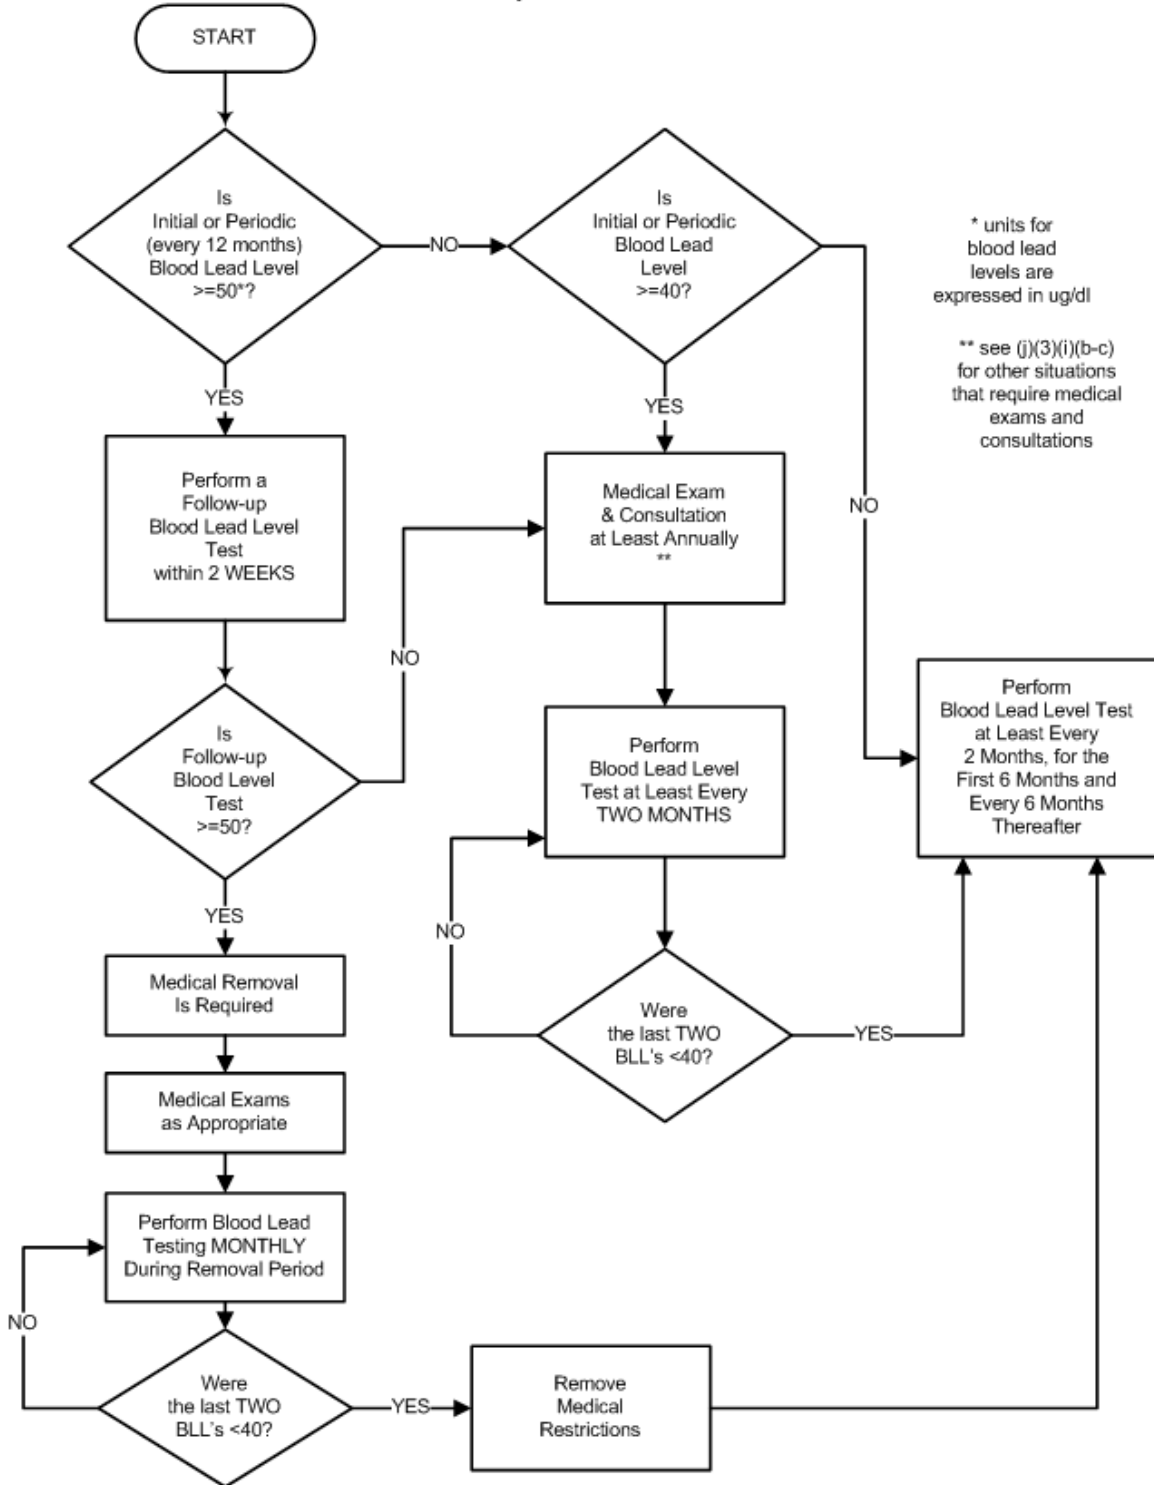 START
Is
Initial or Periodic
(every 12 months)
Blood Lead Level
>=50*?
NO
Is
Initial or Periodic
Blood Lead
Level
>=40?
* units for
blood lead
levels are
expressed in ug/dl
** see (j)(3)(i)(b-c)
for other situations
that require medical
exams and
consultations
YES
YES
NO
Perform a
Follow-up
Blood Lead Level
Test
within 2 WEEKS
Medical Exam
& Consultation
at Least Annually
**
NO
Is
Follow-up
Blood Level
Test
>=50?
Perform
Blood Lead Level
Test at Least Every
TWO MONTHS
Perform
Blood Lead Level Test
at Least Every
2 Months, for the
First 6 Months and
Every 6 Months
Thereafter
YES
NO
Medical Removal
Is Required
Were
the last TWO
BLL's <40?
YES
Medical Exams
as Appropriate
Perform Blood Lead
Testing MONTHLY
During Removal Period
NO
Were
the last TWO
BLL's <40?
YES
Remove
Medical
Restrictions